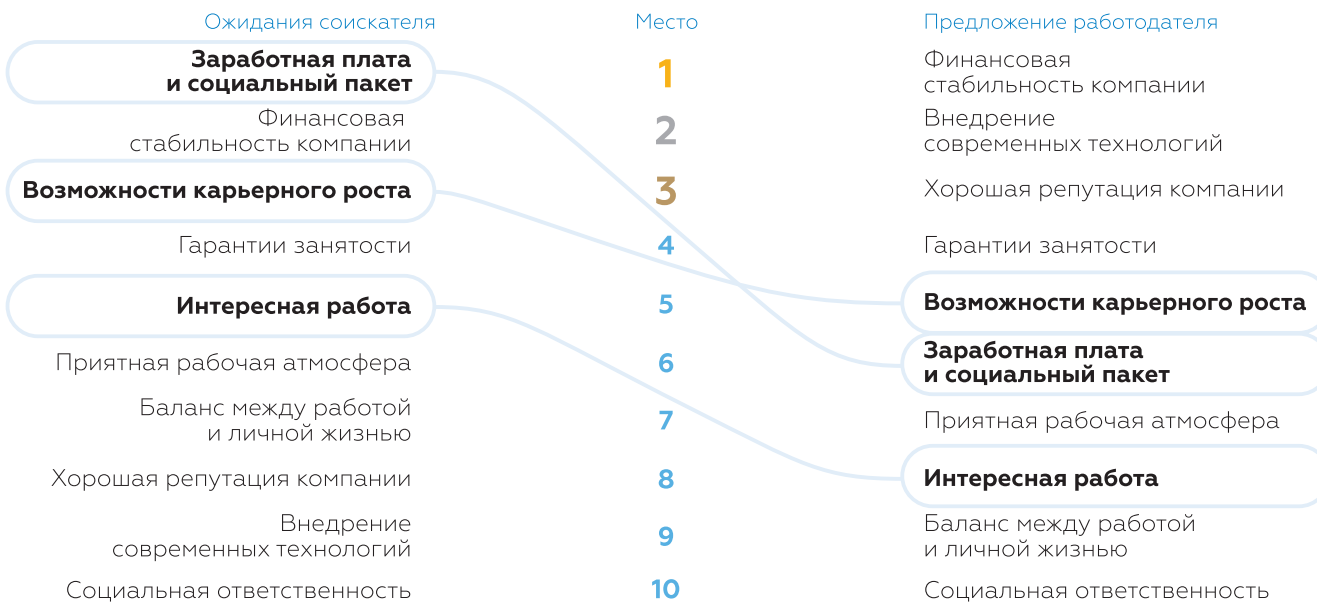 Ожидания соискателя Место Предложение работодателя
Заработная плата
и социальный пакет
1
Финансовая
стабильность компании
Финансовая
стабильность компании
2
Внедрение
современных технологий
Возможности карьерного роста 3 Хорошая репутация компании
Гарантии занятости 4 Гарантии занятости
Интересная работа 5 Возможности карьерного роста
Приятная рабочая атмосфера 6
Заработная плата
и социальный пакет
Баланс между работой
и личной жизнью
7 Приятная рабочая атмосфера
Хорошая репутация компании 8 Интересная работа
Внедрение
современных технологий
9
Баланс между работой
и личной жизнью
Социальная ответственность 10 Социальная ответственность